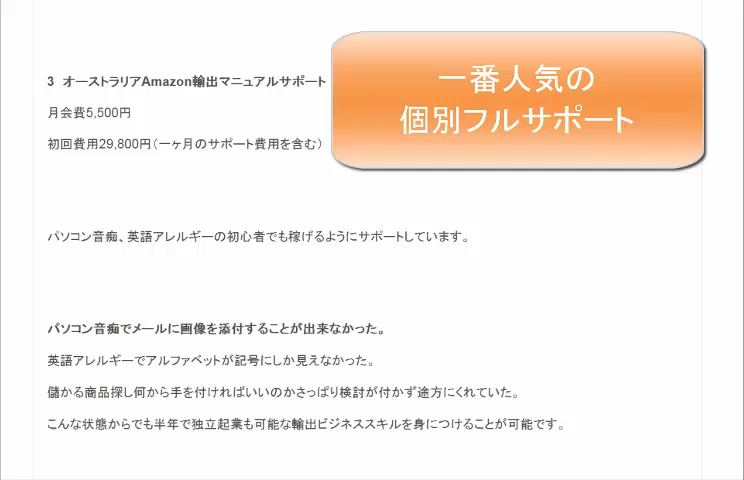 3 オーストラリアAmazon輸出マニュアルサポート
一番人気の
個別フルサポート
月会費5,500円
初回費用29,800円(一ヶ月のサポート費用を含む)
パソコン音痴、英語アレルギーの初心者でも稼げるようにサポートしています。
パソコン音痴でメールに画像を添付することが出来なかった。
英語アレルギーでアルファベットが記号にしか見えなかった。
儲かる商品探し何から手を付ければいいのかさっぱり検討が付かず途方にくれていた。
こんな状態からでも半年で独立起業も可能な輸出ビジネススキルを身につけることが可能です。